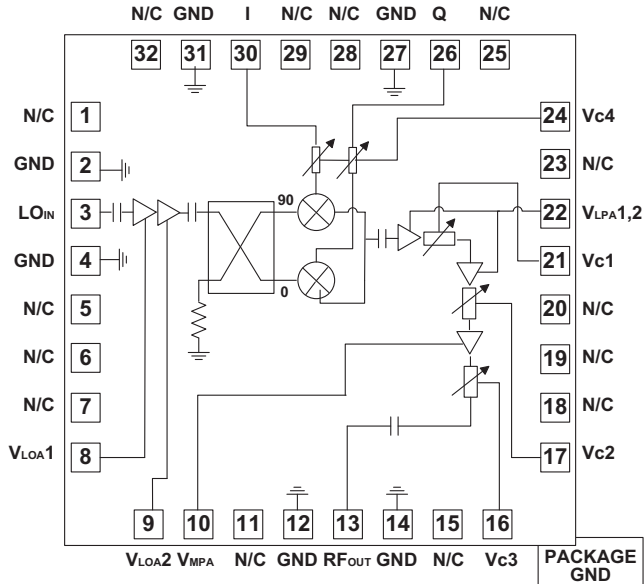 N/C GND I N/C N/C GND Q N/C
32 31 30 29 28 27 26 25
N/C 1
24 Vc4
GND 2
23 N/C
90
LOIN 3
22 VLPA1,2
GND 4
21 Vc1
0
N/C 5
20 N/C
N/C 6
19 N/C
N/C 7
18 N/C
VLOA1 8
17 Vc2
9 10 11 12 13 14 15 16
VLOA2 VMPA N/C GND RFOUT GND N/C Vc3
PACKAGE
GND